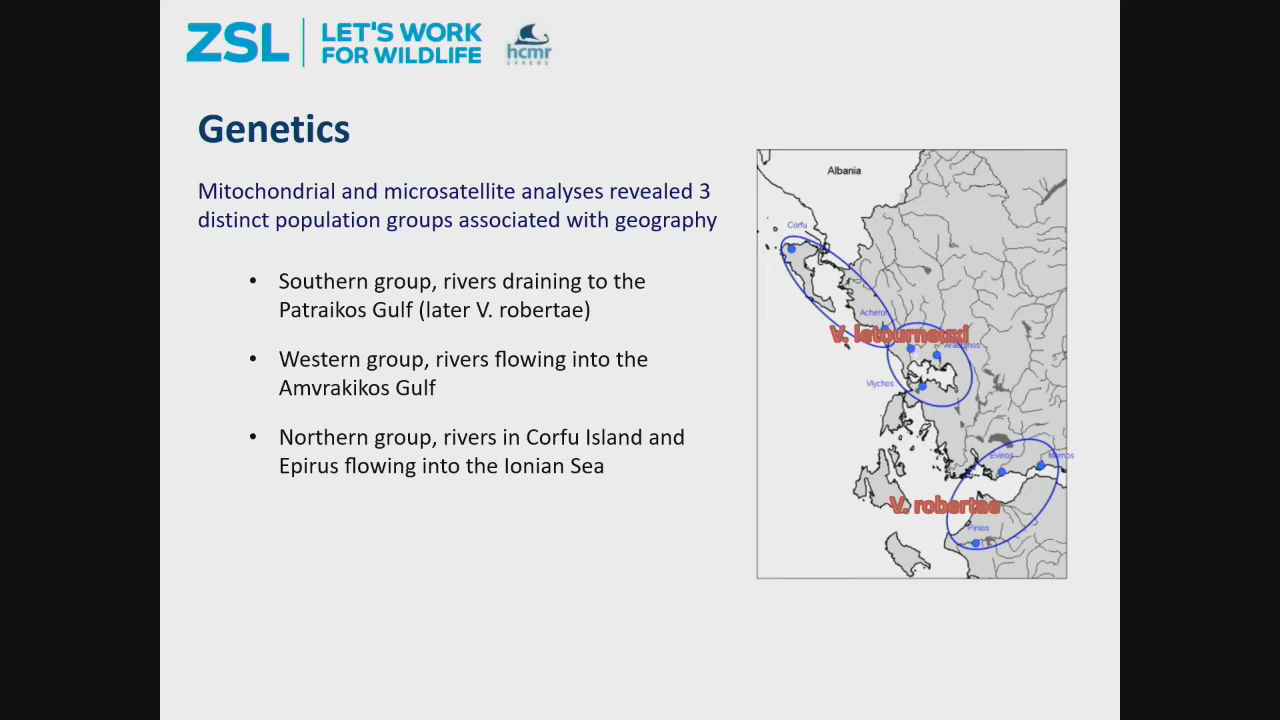 ZSL
LET'S WORK
FOR WILDLIFE
hcmr
Genetics
Mitochondrial and microsatellite analyses revealed 3
distinct population groups associated with geography
• Southern group, rivers draining to the
Patraikos Gulf (later V. robertae)
• Western group, rivers flowing into the
Amvrakikos Gulf
• Northern group, rivers in Corfu Island and
Epirus flowing into the Ionian Sea
Albania
Corfu
Acheron
V. letourneuxi
Vlychos
Evinos
Mornos
V. robertae
Pinios